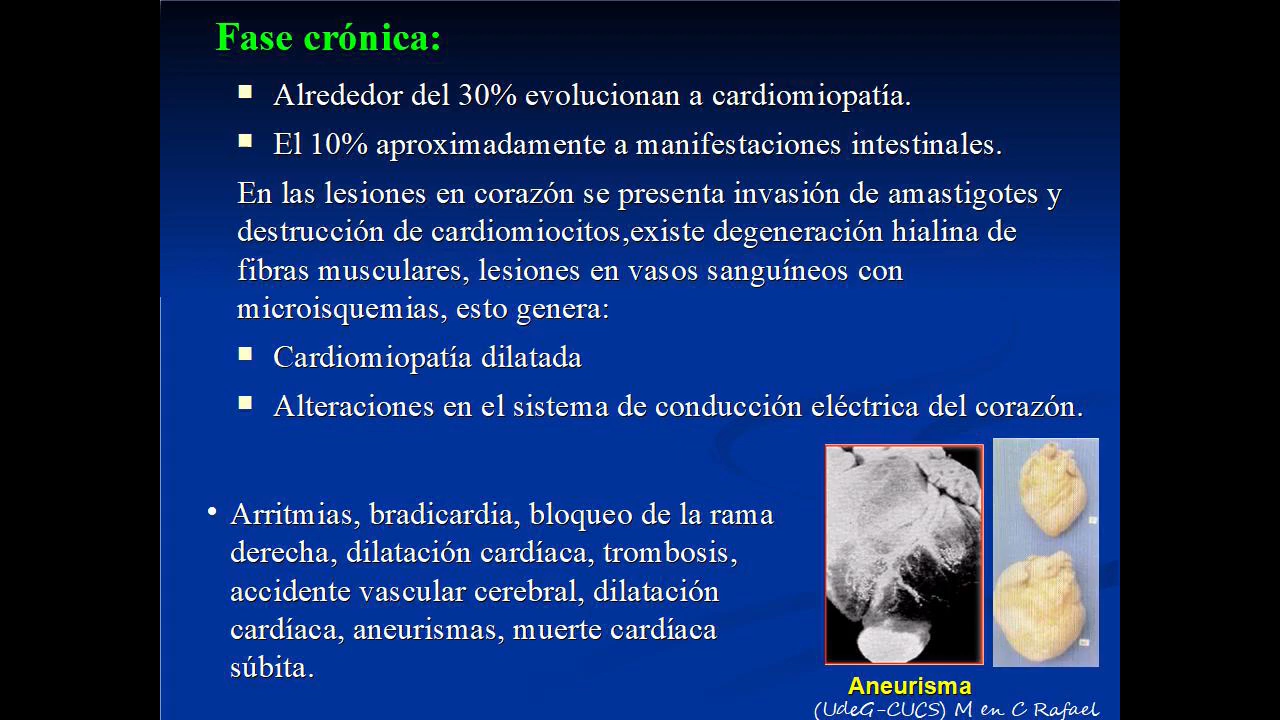 Fase crónica:
Alrededor del 30% evolucionan a cardiomiopatía.
El 10% aproximadamente a manifestaciones intestinales.
En las lesiones en corazón se presenta invasión de amastigotes y
destrucción de cardiomiocitos,existe degeneración hialina de
fibras musculares, lesiones en vasos sanguíneos con
microisquemias, esto genera:
Cardiomiopatía dilatada
Alteraciones en el sistema de conducción eléctrica del corazón.
• Arritmias, bradicardia, bloqueo de la rama
derecha, dilatación cardíaca, trombosis,
accidente vascular cerebral, dilatación
cardíaca, aneurismas, muerte cardíaca
súbita.
Aneurisma
(UdeG-CUCS) M en C Rafael